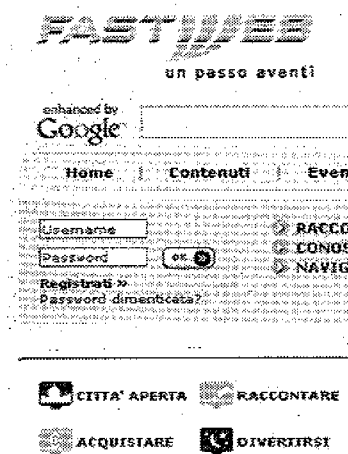 FASTWEB
un passo avanti
enhanced by
Google
Home Contenuti Even
Username
Password OK
Registrati »
Password dimenticata?
RACCO
CONOS
NAVIG
CITTA' APERTA RACCONTARE
ACQUISTARE DIVERTIRSI